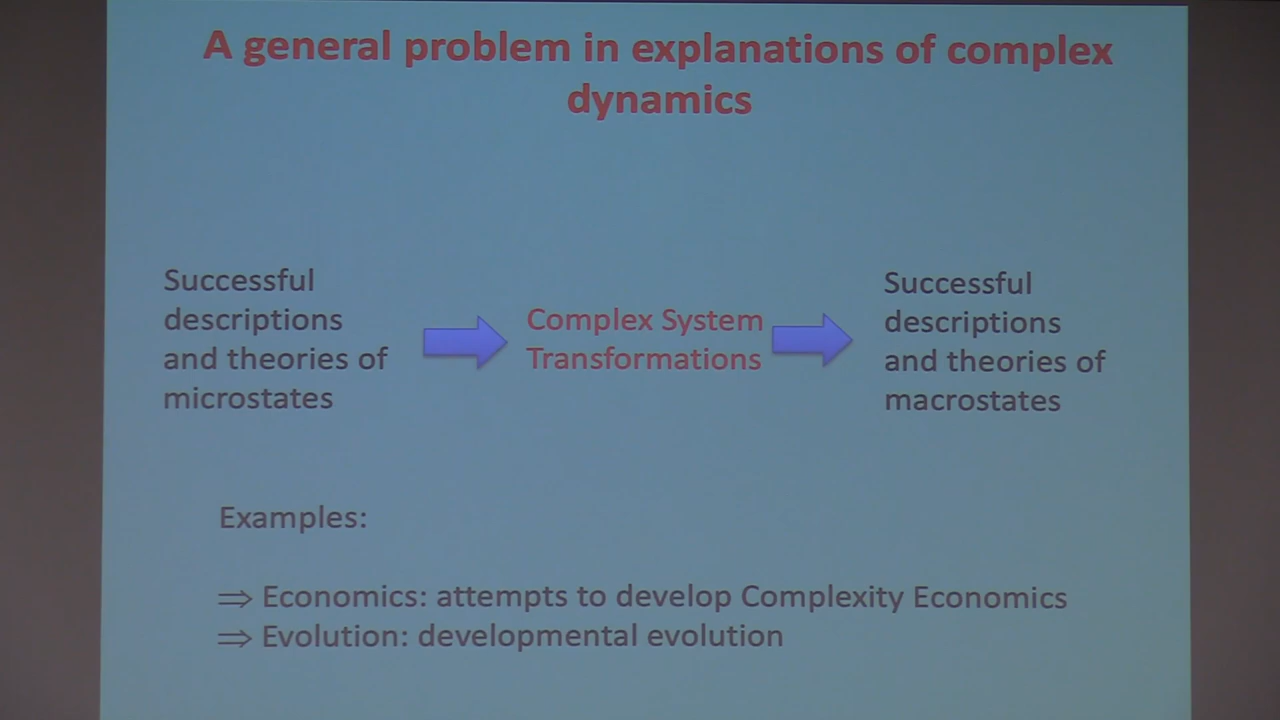 A general problem in explanations of complex
dynamics
Successful
descriptions
and theories of
microstates
Complex System
Transformations
Successful
descriptions
and theories of
macrostates
Examples:
⇒ Economics: attempts to develop Complexity Economics
⇒ Evolution: developmental evolution